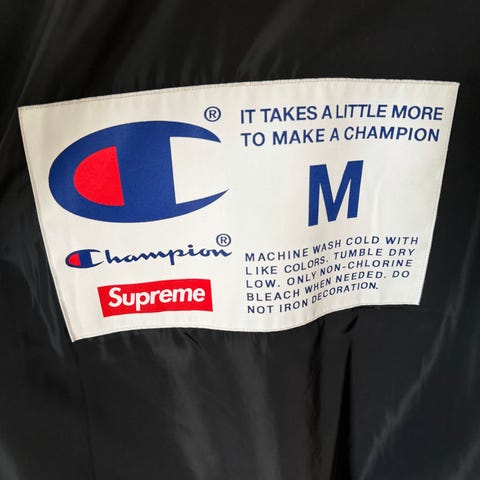 ®
IT TAKES A LITTLE MORE
TO MAKE A CHAMPION
M
Champion®
Supreme
MACHINE WASH COLD WITH
LIKE COLORS. TUMBLE DRY
LOW. ONLY NON-CHLORINE
BLEACH WHEN NEEDED. DO
NOT IRON DECORATION.